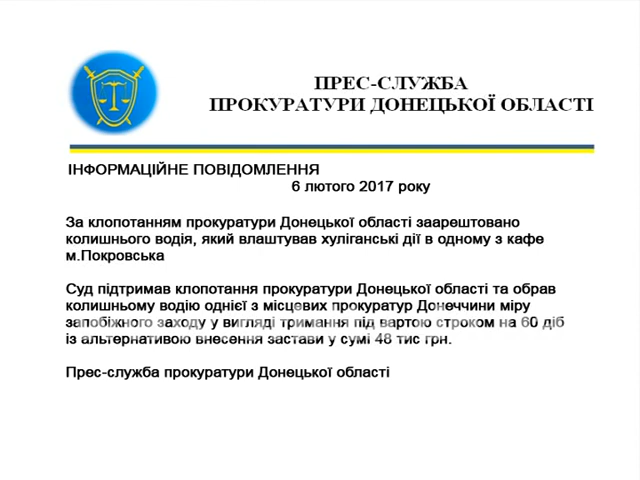 ПРЕС-СЛУЖБА
ПРОКУРАТУРИ ДОНЕЦЬКОЇ ОБЛАСТІ
ІНФОРМАЦІЙНЕ ПОВІДОМЛЕННЯ
6 лютого 2017 року
За клопотанням прокуратури Донецької області заарештовано
колишнього водія, який влаштував хуліганські дії в одному з кафе
м.Покровська
Суд підтримав клопотання прокуратури Донецької області та обрав
колишньому водію однієї з місцевих прокуратур Донеччини міру
запобіжного заходу у вигляді тримання під вартою строком на 60 діб
із альтернативою внесення застави у сумі 48 тис грн.
Прес-служба прокуратури Донецької області